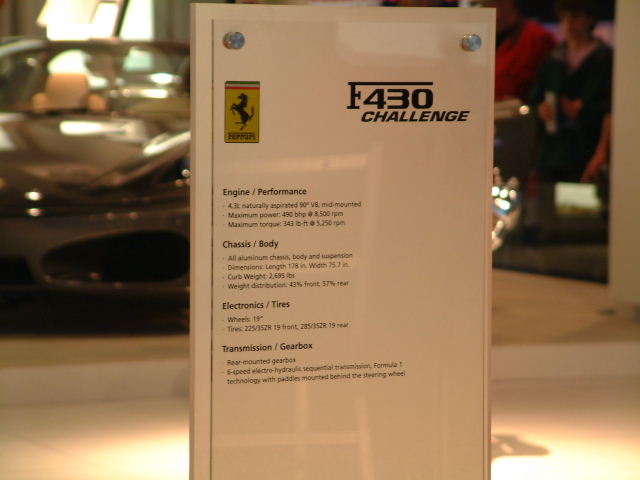 F430
CHALLENGE
Ferrari
Engine / Performance
· 4.3L naturally aspirated 90º V8, mid-mounted
· Maximum power: 490 bhp @ 8,500 rpm
· Maximum torque: 343 lb-ft @ 5,250 rpm
Chassis / Body
· All aluminum chassis, body and suspension
· Dimensions: Length 178 in. Width 75.7 in.
· Curb Weight: 2,695 lbs
· Weight distribution: 43% front, 57% rear
Electronics / Tires
· Wheels: 19"
· Tires: 225/35ZR 19 front, 285/35ZR 19 rear
Transmission / Gearbox
· Rear-mounted gearbox
· 6-speed electro-hydraulic sequential transmission, Formula 1
technology with paddles mounted behind the steering wheel